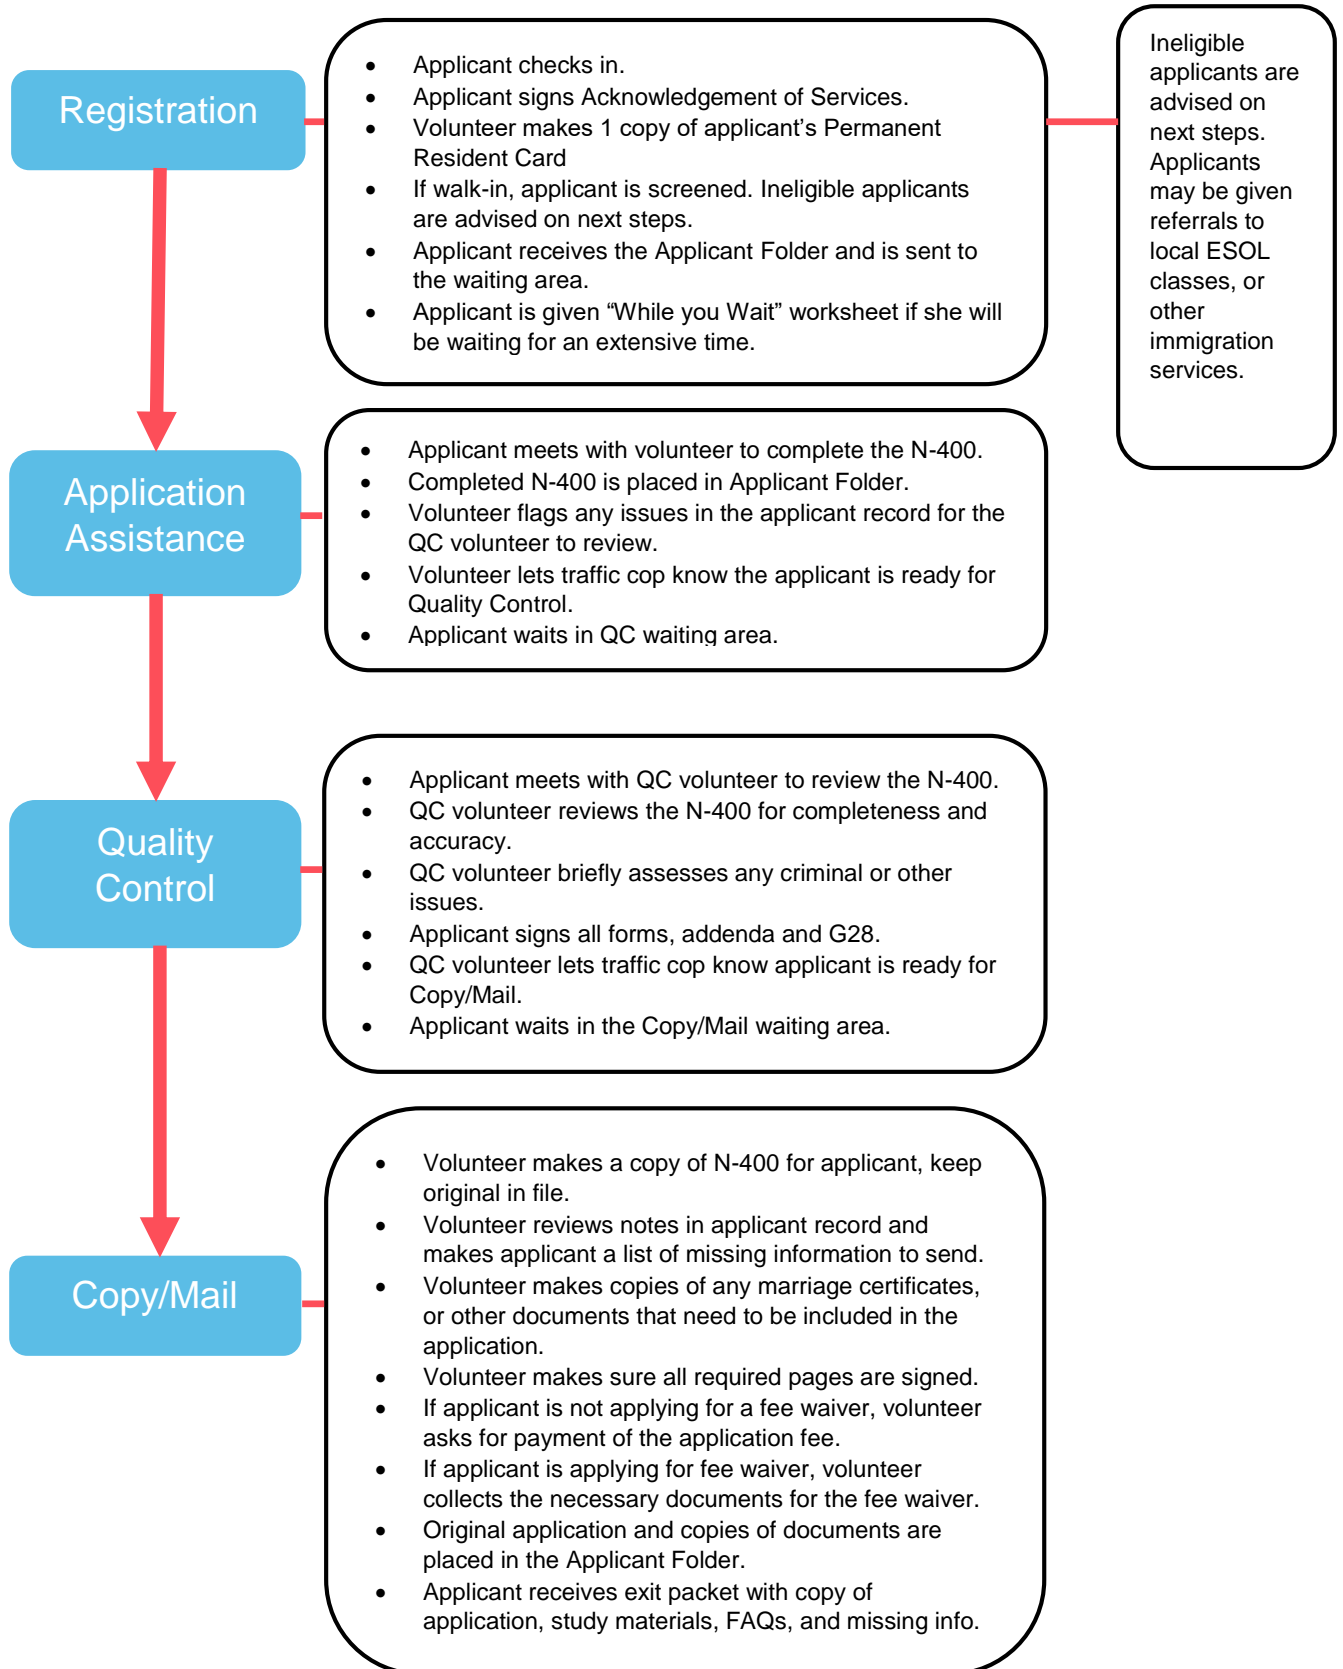 Registration
• Applicant checks in.
• Applicant signs Acknowledgement of Services.
• Volunteer makes 1 copy of applicant’s Permanent
Resident Card
• If walk-in, applicant is screened. Ineligible applicants
are advised on next steps.
• Applicant receives the Applicant Folder and is sent to
the waiting area.
• Applicant is given “While you Wait” worksheet if she will
be waiting for an extensive time.
Ineligible
applicants are
advised on
next steps.
Applicants
may be given
referrals to
local ESOL
classes, or
other
immigration
services.
Application
Assistance
• Applicant meets with volunteer to complete the N-400.
• Completed N-400 is placed in Applicant Folder.
• Volunteer flags any issues in the applicant record for the
QC volunteer to review.
• Volunteer lets traffic cop know the applicant is ready for
Quality Control.
• Applicant waits in QC waiting area.
Quality
Control
• Applicant meets with QC volunteer to review the N-400.
• QC volunteer reviews the N-400 for completeness and
accuracy.
• QC volunteer briefly assesses any criminal or other
issues.
• Applicant signs all forms, addenda and G28.
• QC volunteer lets traffic cop know applicant is ready for
Copy/Mail.
• Applicant waits in the Copy/Mail waiting area.
Copy/Mail
• Volunteer makes a copy of N-400 for applicant, keep
original in file.
• Volunteer reviews notes in applicant record and
makes applicant a list of missing information to send.
• Volunteer makes copies of any marriage certificates,
or other documents that need to be included in the
application.
• Volunteer makes sure all required pages are signed.
• If applicant is not applying for a fee waiver, volunteer
asks for payment of the application fee.
• If applicant is applying for fee waiver, volunteer
collects the necessary documents for the fee waiver.
• Original application and copies of documents are
placed in the Applicant Folder.
• Applicant receives exit packet with copy of
application, study materials, FAQs, and missing info.